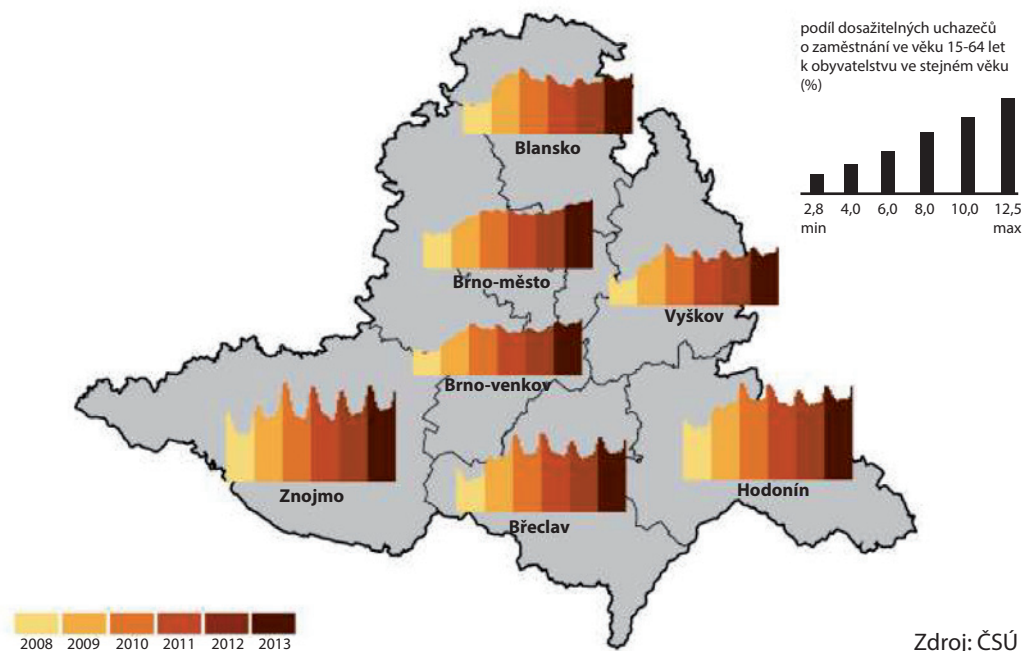 podíl dosažitelných uchazečů
o zaměstnání ve věku 15-64 let
k obyvatelstvu ve stejném věku
(%)
2,8 4,0 6,0 8,0 10,0 12,5
min max
Blansko
Brno-město
Vyškov
Brno-venkov
Znojmo
Hodonín
Břeclav
2008 2009 2010 2011 2012 2013
Zdroj: ČSÚ